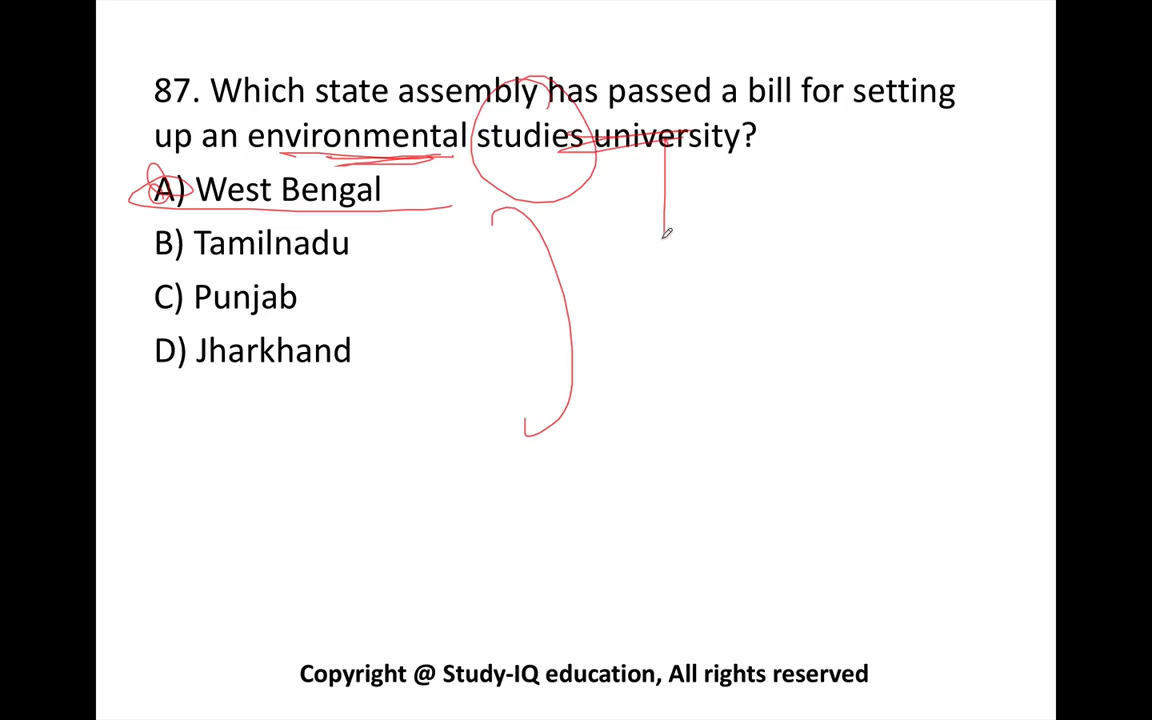 87. Which state assembly has passed a bill for setting
up an environmental studies university?
A) West Bengal
B) Tamilnadu
C) Punjab
D) Jharkhand
Copyright @ Study-IQ education, All rights reserved